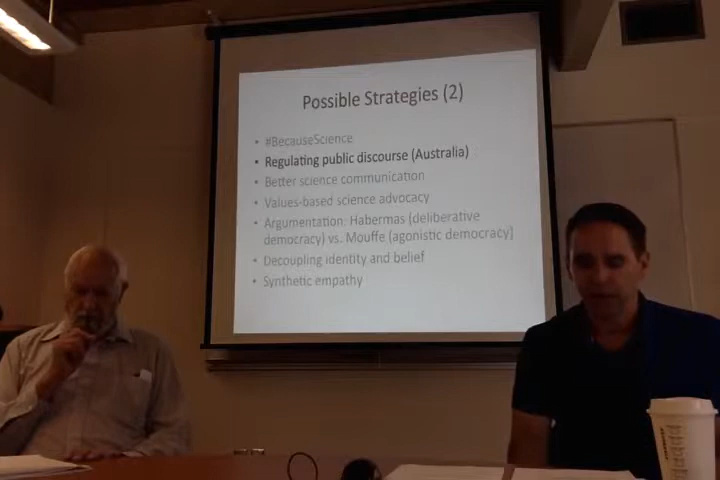 Possible Strategies (2)
• #BecauseScience
• Regulating public discourse (Australia)
• Better science communication
• Values-based science advocacy
• Argumentation: Habermas (deliberative
democracy) vs. Mouffe (agonistic democracy)
• Decoupling identity and belief
• Synthetic empathy